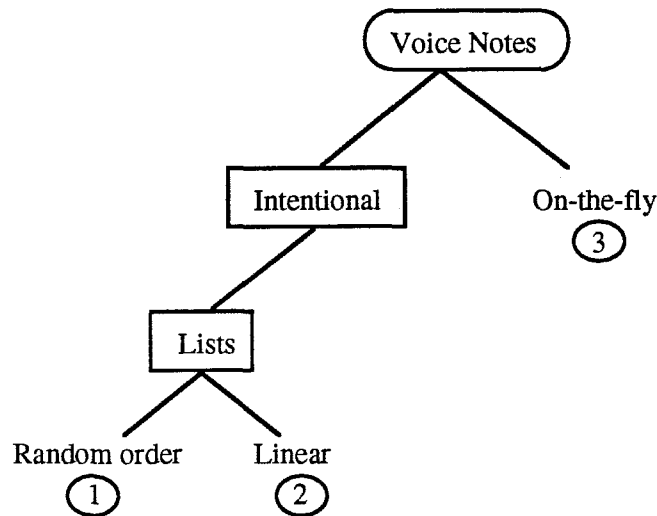 Voice Notes
Intentional
On-the-fly
3
Lists
Random order
Linear
1
2